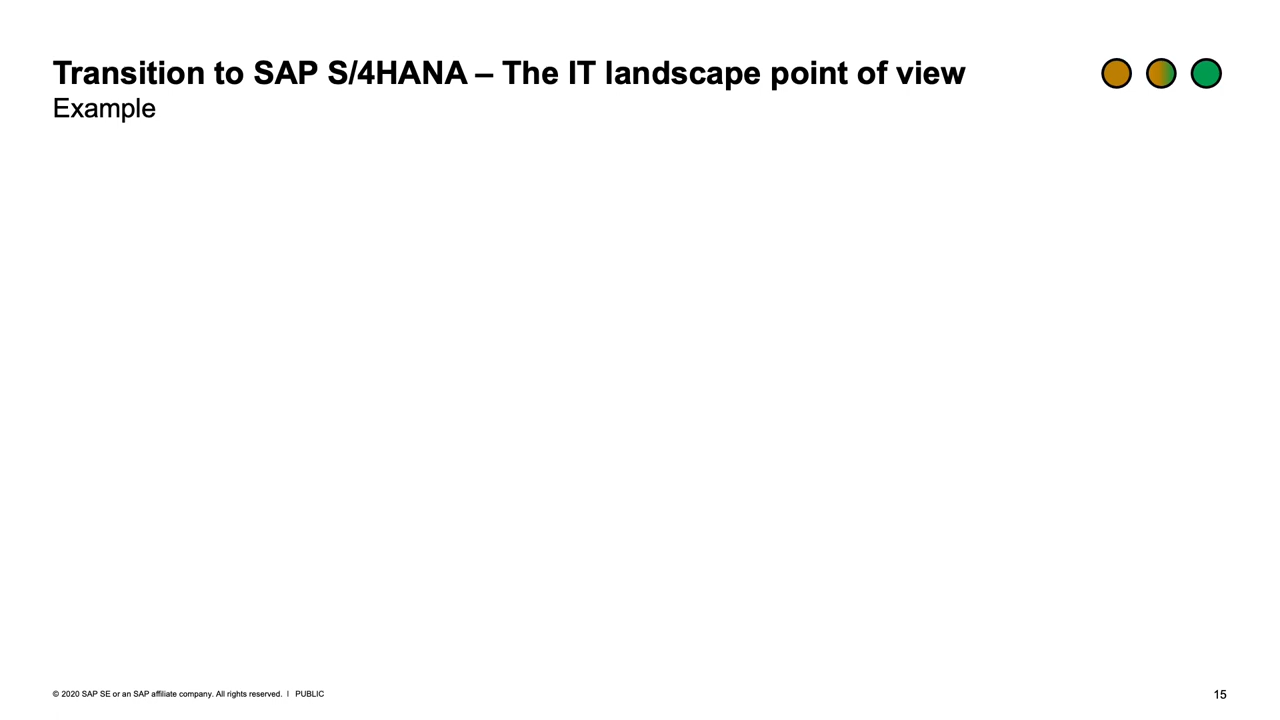 Transition to SAP S/4HANA – The IT landscape point of view
Example
© 2020 SAP SE or an SAP affiliate company. All rights reserved. ǀ PUBLIC
15